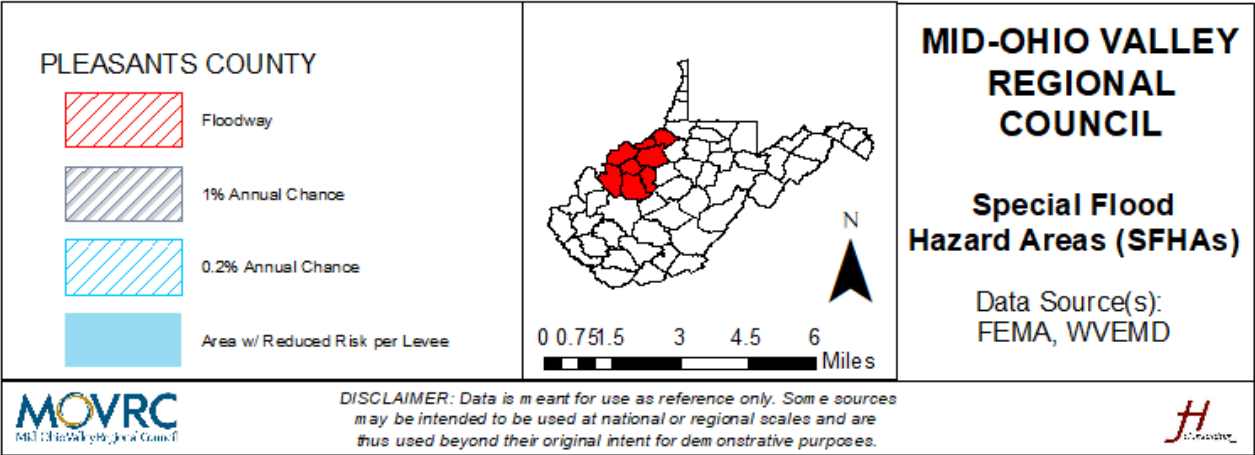 PLEASANTS COUNTY
Floodway
1% Annual Chance
0.2% Annual Chance
Area w/ Reduced Risk per Levee
N
0 0.75 1.5 3 4.5 6
Miles
MID-OHIO VALLEY
REGIONAL
COUNCIL
Special Flood
Hazard Areas (SFHAs)
Data Source(s):
FEMA, WVEMD
MOVRC
Mid-Ohio Valley Regional Council
DISCLAIMER: Data is meant for use as reference only. Some sources
may be intended to be used at national or regional scales and are
thus used beyond their original intent for demonstrative purposes.
JH